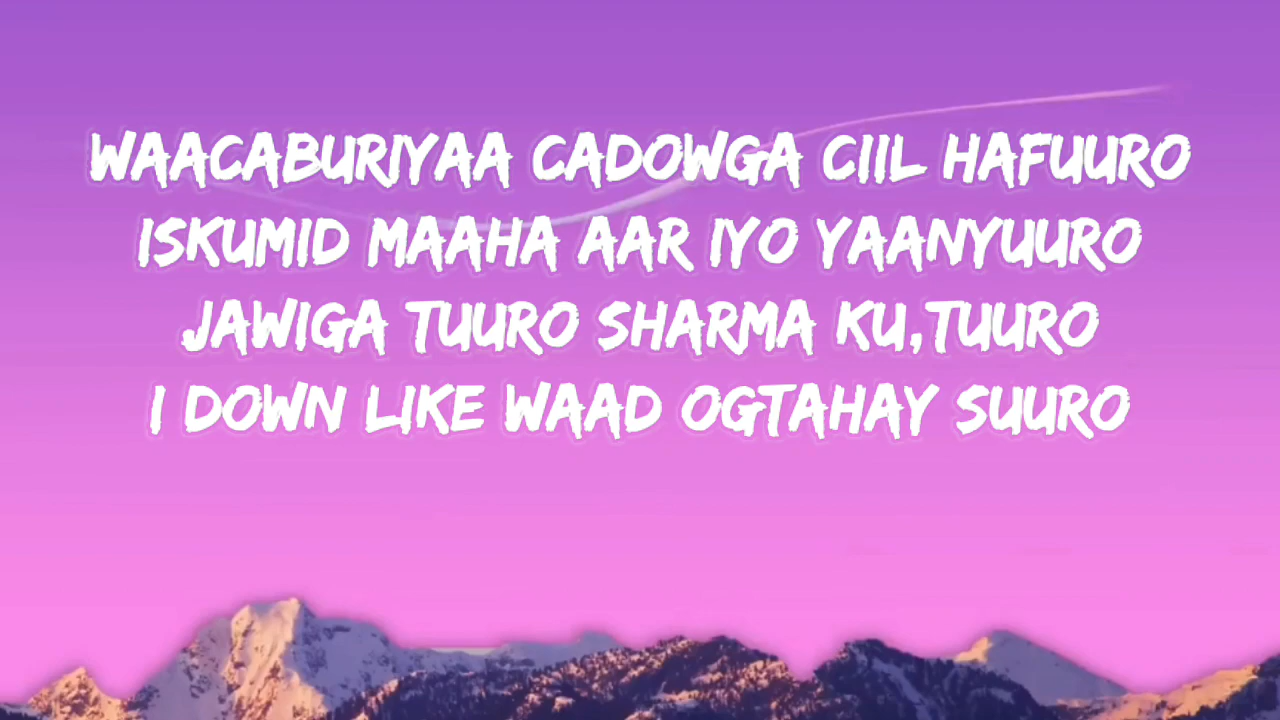 WAACABURIYAA CADOWGA CIIL HAFUURO
ISKUMID MAAHA AAR IYO YAANYUURO
JAWIGA TUURO SHARMA KU,TUURO
I DOWN LIKE WAAD OGTAHAY SUURO